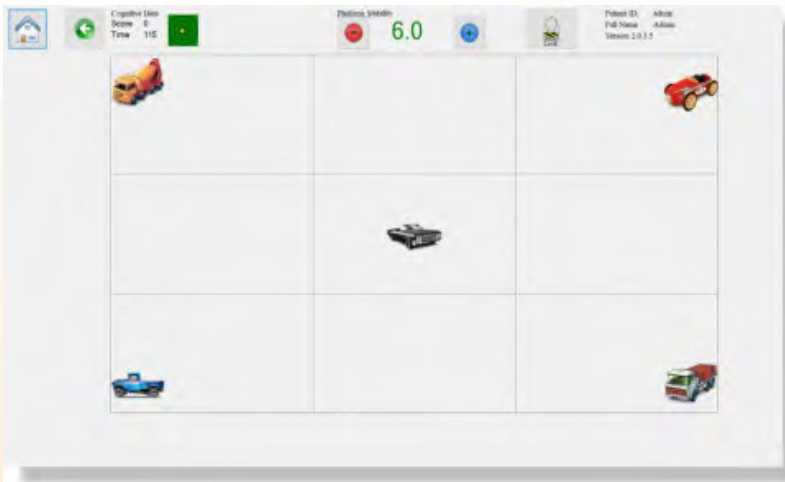 Cognitive Data
Score 0
Time 115
Platform Stability
6.0
Lock
Patient ID: Admin
Full Name Admin
Version 2.0.3.5